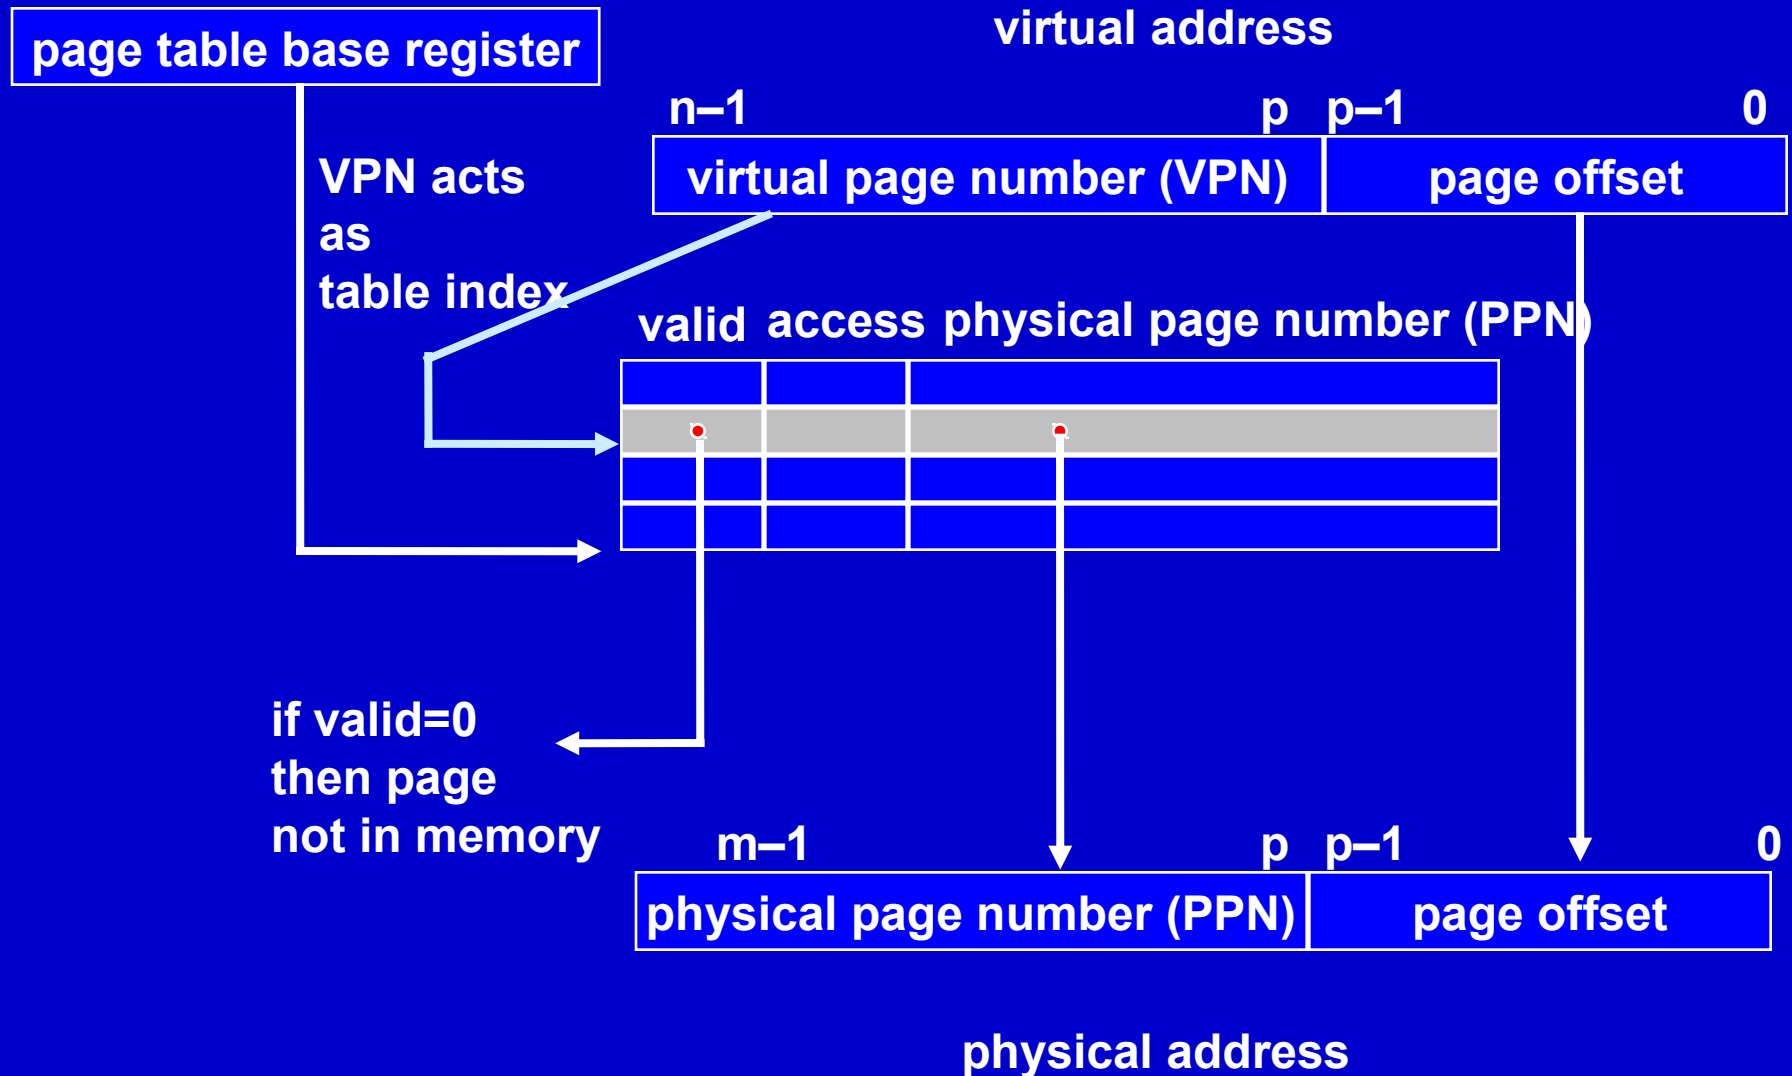 page table base register
virtual address
n–1 p p–1 0
virtual page number (VPN) page offset
VPN acts
as
table index
valid access physical page number (PPN)
if valid=0
then page
not in memory
m–1 p p–1 0
physical page number (PPN) page offset
physical address